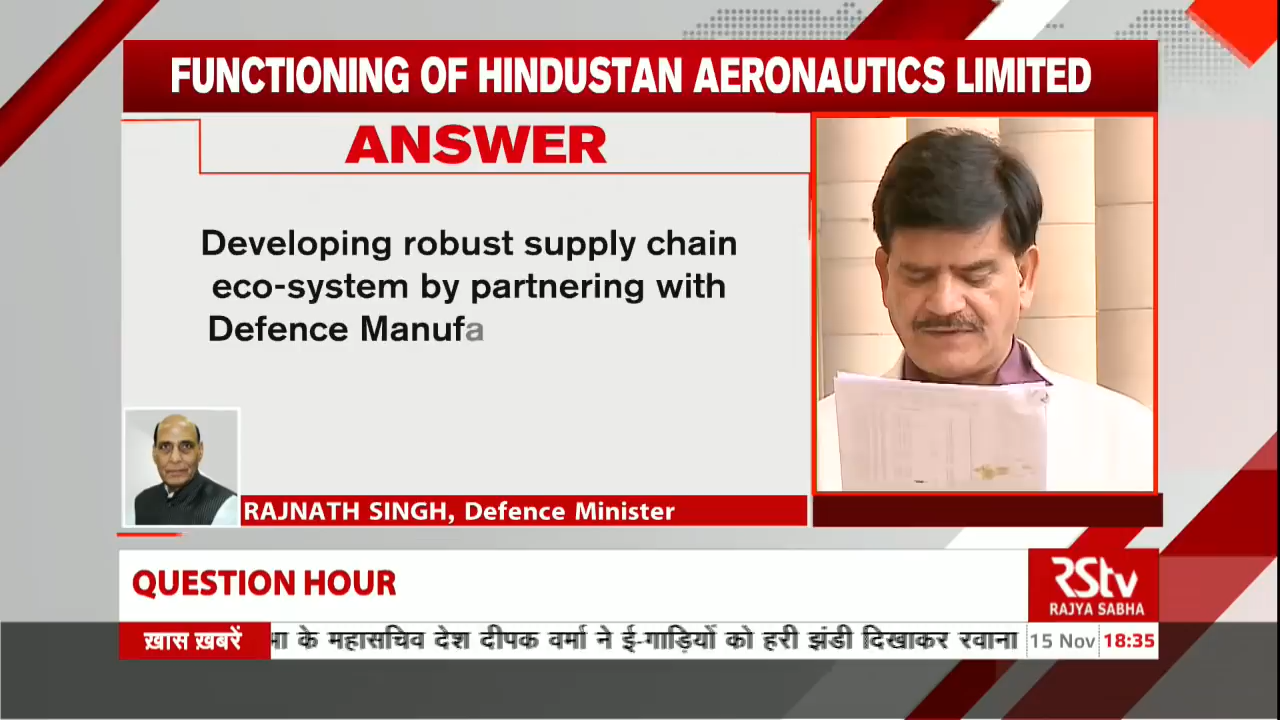 FUNCTIONING OF HINDUSTAN AERONAUTICS LIMITED
ANSWER
Developing robust supply chain
eco-system by partnering with
Defence Manufa
RAJNATH SINGH, Defence Minister
QUESTION HOUR
RStv
RAJYA SABHA
ख़ास ख़बरें
के महासचिव देश दीपक वर्मा ने ई-गाड़ियों को हरी झंडी दिखाकर रवाना
15 Nov 18:35